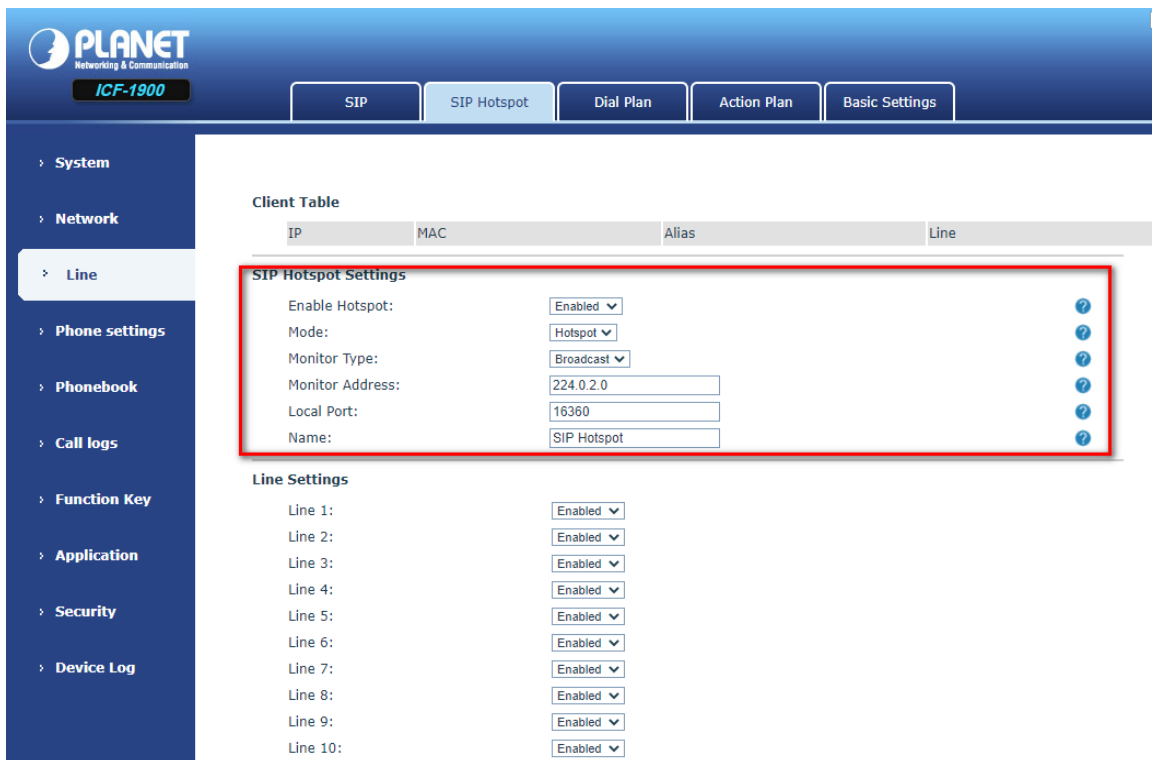 PLANET
Networking & Communication
ICF-1900
SIP
SIP Hotspot
Dial Plan
Action Plan
Basic Settings
› System
› Network
› Line
› Phone settings
› Phonebook
› Call logs
› Function Key
› Application
› Security
› Device Log
Client Table
IP MAC Alias Line
SIP Hotspot Settings
Enable Hotspot: Enabled
Mode: Hotspot
Monitor Type: Broadcast
Monitor Address: 224.0.2.0
Local Port: 16360
Name: SIP Hotspot
Line Settings
Line 1: Enabled
Line 2: Enabled
Line 3: Enabled
Line 4: Enabled
Line 5: Enabled
Line 6: Enabled
Line 7: Enabled
Line 8: Enabled
Line 9: Enabled
Line 10: Enabled